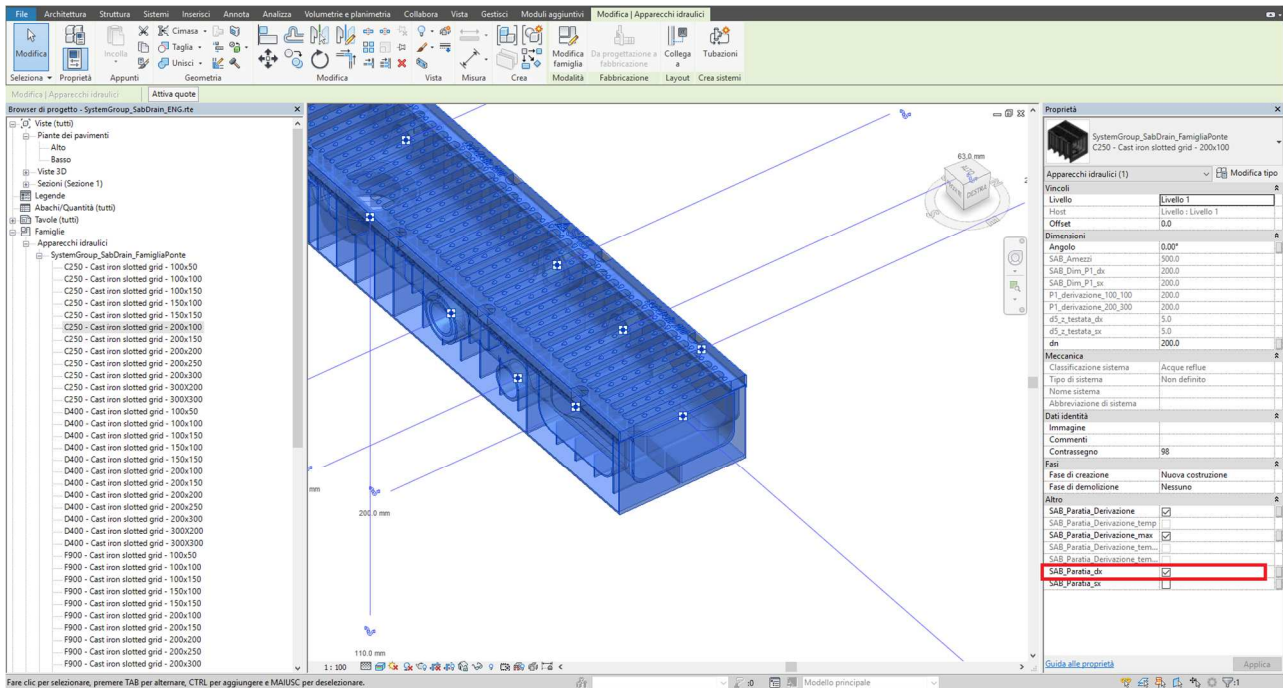 File Architettura Struttura Sistemi Inserisci Annota Analizza Volumetrie e planimetria Collabora Vista Gestisci Moduli aggiuntivi Modifica | Apparecchi idraulici
Modifica
Incolla
Cimasa
Taglia
Unisci
Modifica famiglia
Da progettazione a fabbricazione
Collega a
Tubazioni
Seleziona Proprietà Appunti Geometria Modifica Vista Misura Crea Modalità Fabbricazione Layout Crea sistemi
Modifica | Apparecchi idraulici Attiva quote
Browser di progetto - SystemGroup_SabDrain_ENG.rte
Viste (tutti)
Piante dei pavimenti
Alto
Basso
Viste 3D
Sezioni (Sezione 1)
Legende
Abachi/Quantità (tutti)
Tavole (tutti)
Famiglie
Apparecchi idraulici
SystemGroup_SabDrain_FamigliaPonte
C250 - Cast iron slotted grid - 100x50
C250 - Cast iron slotted grid - 100x100
C250 - Cast iron slotted grid - 100x150
C250 - Cast iron slotted grid - 150x100
C250 - Cast iron slotted grid - 150x150
C250 - Cast iron slotted grid - 200x100
C250 - Cast iron slotted grid - 200x150
C250 - Cast iron slotted grid - 200x200
C250 - Cast iron slotted grid - 200x250
C250 - Cast iron slotted grid - 200x300
C250 - Cast iron slotted grid - 300X200
C250 - Cast iron slotted grid - 300X300
D400 - Cast iron slotted grid - 100x50
D400 - Cast iron slotted grid - 100x100
D400 - Cast iron slotted grid - 100x150
D400 - Cast iron slotted grid - 150x100
D400 - Cast iron slotted grid - 150x150
D400 - Cast iron slotted grid - 200x100
D400 - Cast iron slotted grid - 200x150
D400 - Cast iron slotted grid - 200x200
D400 - Cast iron slotted grid - 200x250
D400 - Cast iron slotted grid - 200x300
D400 - Cast iron slotted grid - 300X200
D400 - Cast iron slotted grid - 300X300
F900 - Cast iron slotted grid - 100x50
F900 - Cast iron slotted grid - 100x100
F900 - Cast iron slotted grid - 100x150
F900 - Cast iron slotted grid - 150x100
F900 - Cast iron slotted grid - 150x150
F900 - Cast iron slotted grid - 200x100
F900 - Cast iron slotted grid - 200x150
F900 - Cast iron slotted grid - 200x200
F900 - Cast iron slotted grid - 200x250
F900 - Cast iron slotted grid - 200x300
63.0 mm
DESTRA
mm
200.0 mm
110.0 mm
1 : 100
Proprietà
SystemGroup_SabDrain_FamigliaPonte
C250 - Cast iron slotted grid - 200x100
Apparecchi idraulici (1) Modifica tipo
Vincoli
Livello Livello 1
Host Livello : Livello 1
Offset 0.0
Dimensioni
Angolo 0.00°
SAB_Amezzi 500.0
SAB_Dim_P1_dx 200.0
SAB_Dim_P1_sx 200.0
P1_derivazione_100_100 200.0
P1_derivazione_200_300 200.0
d5_z_testata_dx 5.0
d5_z_testata_sx 5.0
dn 200.0
Meccanica
Classificazione sistema Acque reflue
Tipo di sistema Non definito
Nome sistema
Abbreviazione di sistema
Dati identità
Immagine
Commenti
Contrassegno 98
Fasi
Fase di creazione Nuova costruzione
Fase di demolizione Nessuno
Altro
SAB_Paratia_Derivazione
SAB_Paratia_Derivazione_temp
SAB_Paratia_Derivazione_max
SAB_Paratia_Derivazione_tem...
SAB_Paratia_Derivazione_tem...
SAB_Paratia_dx
SAB_Paratia_sx
Guida alle proprietà Applica
Fare clic per selezionare, premere TAB per alternare, CTRL per aggiungere e MAIUSC per deselezionare. :0 Modello principale :1